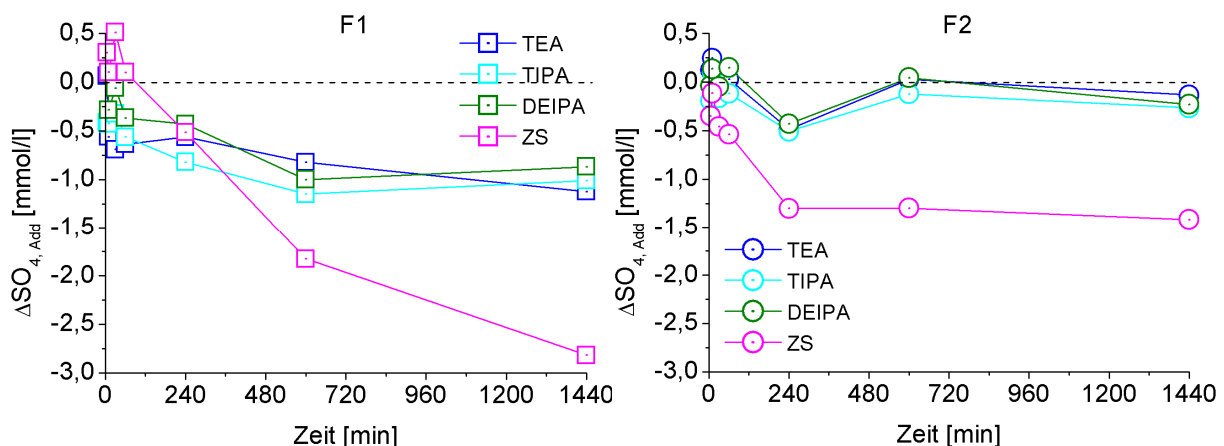 F1
0,5
0,0
-0,5
-1,0
-1,5
-2,0
-2,5
-3,0
ΔSO4, Add [mmol/l]
TEA
TIPA
DEIPA
ZS
0 240 480 720 960 1200 1440
Zeit [min]
F2
0,5
0,0
-0,5
-1,0
-1,5
-2,0
-2,5
-3,0
ΔSO4, Add [mmol/l]
TEA
TIPA
DEIPA
ZS
0 240 480 720 960 1200 1440
Zeit [min]